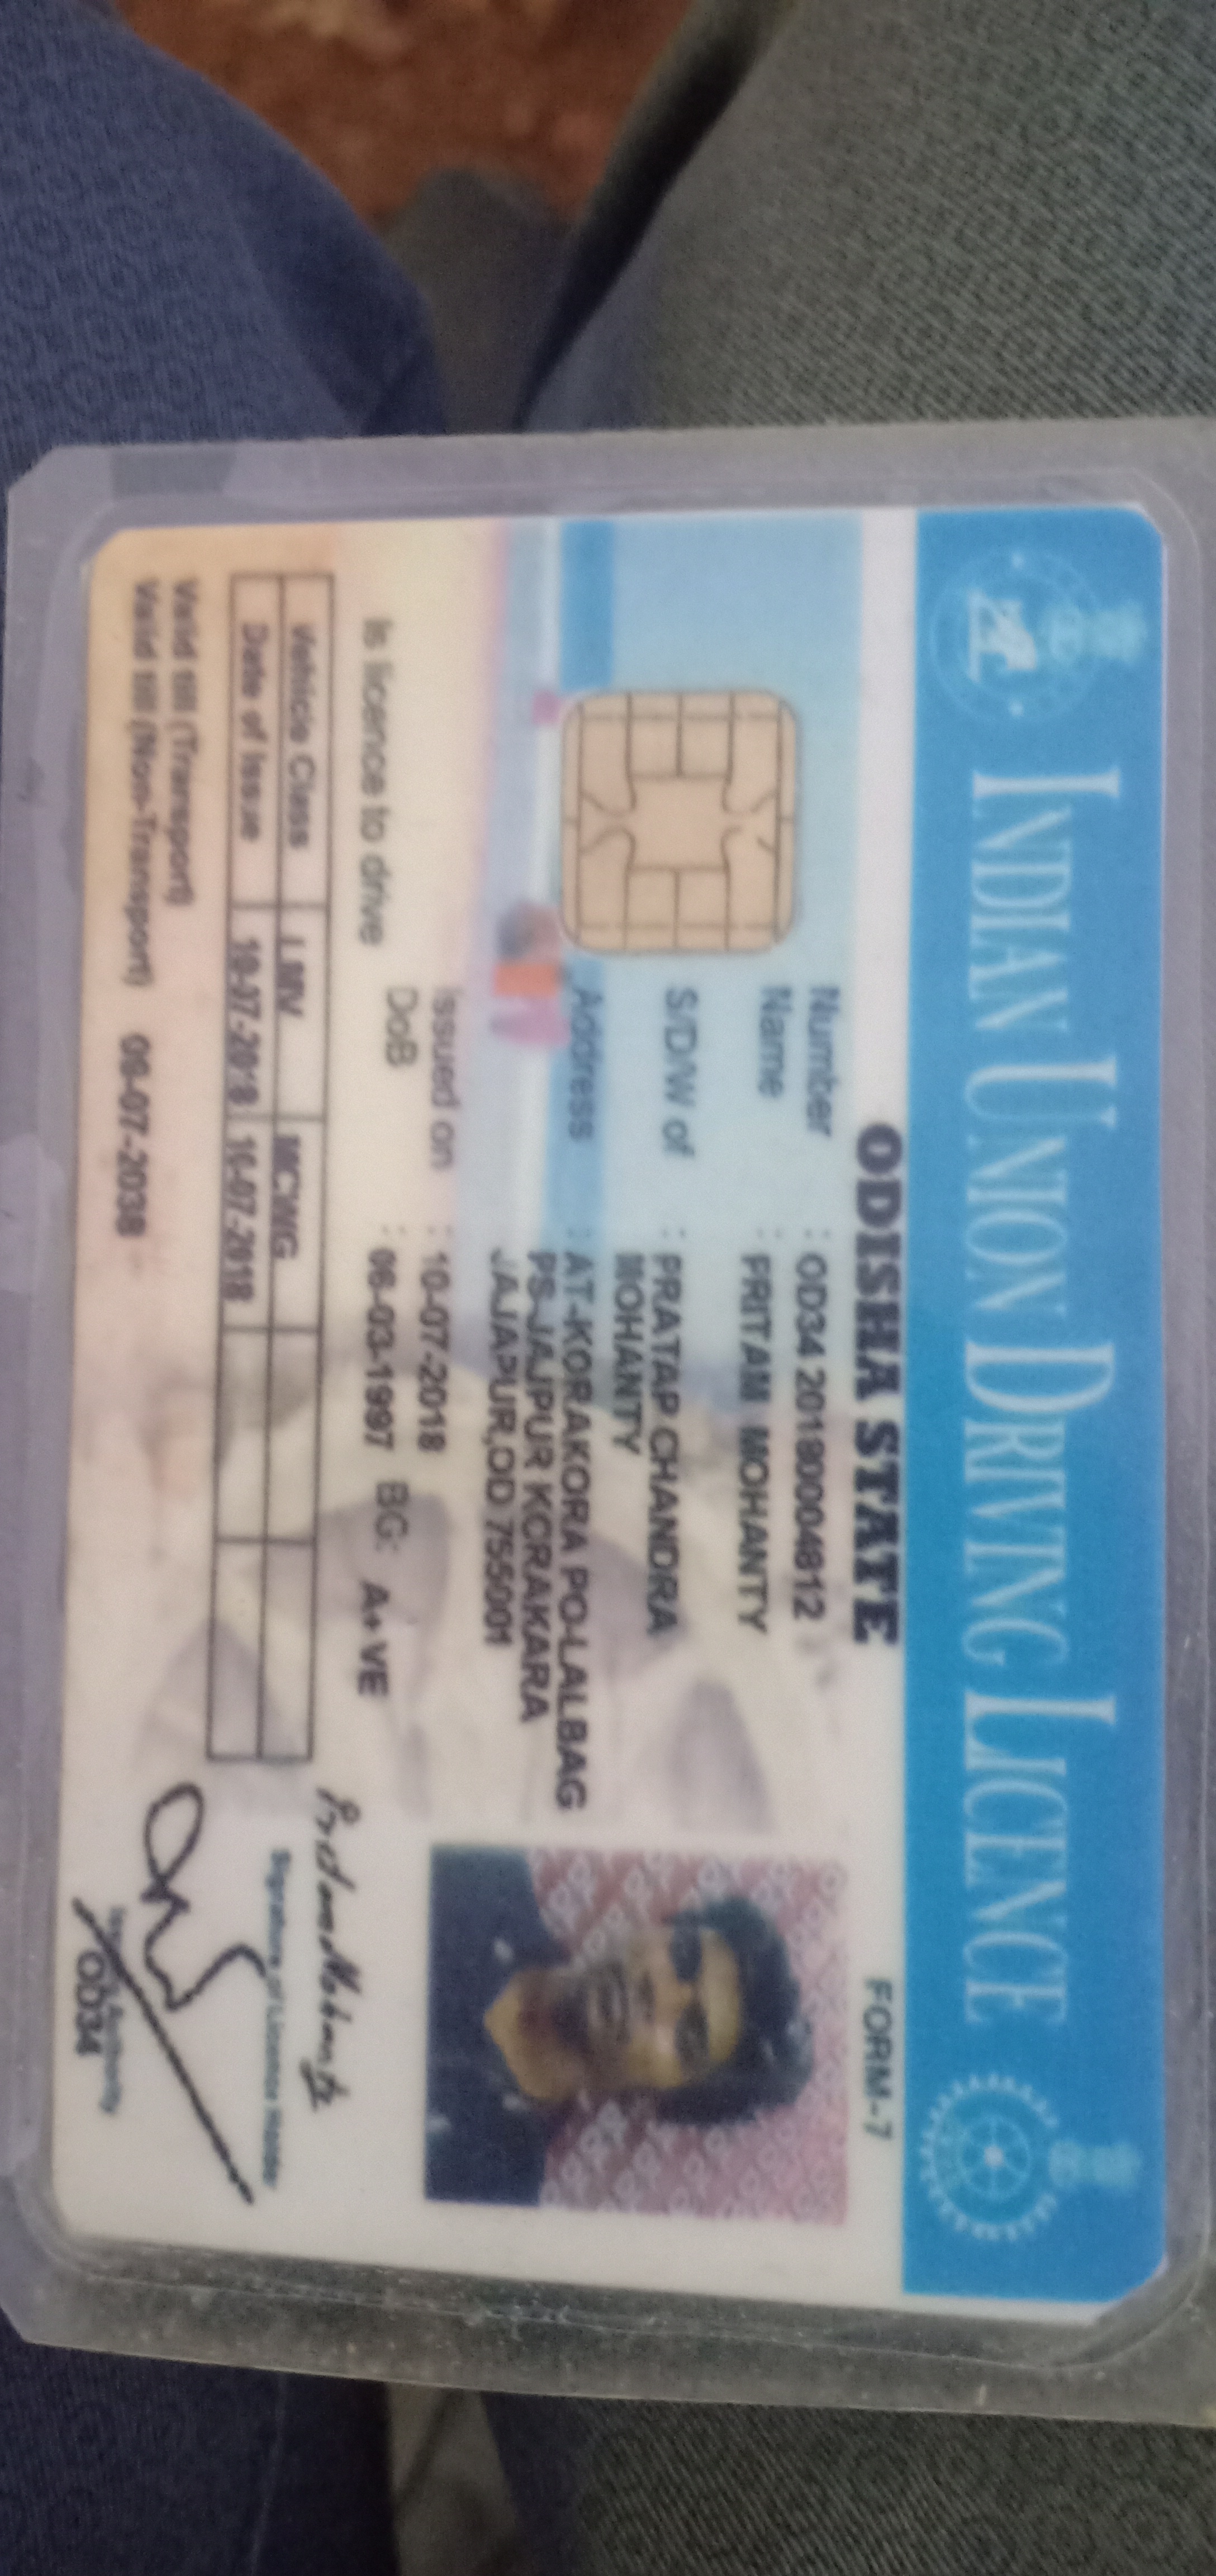 INDIAN UNION DRIVING LICENCE
ODISHA STATE
FORM-7
Number : OD34 20180004812
Name : PRITAM MOHANTY
S/D/W of : PRATAP CHANDRA
MOHANTY
Address : AT-KORAKORA PO-LALBAG
PS-JAJPUR KORAKARA
JAJAPUR,OD 755001
Issued on : 10-07-2018
DoB : 06-03-1997 BG: A+VE
Is licence to drive
Vehicle Class LMV MCWG
Date of Issue 10-07-2018 10-07-2018
Valid till (Transport)
Valid till (Non-Transport) 09-07-2038
Pritam Mohanty
Signature of Licence Holder
Authority
OD34